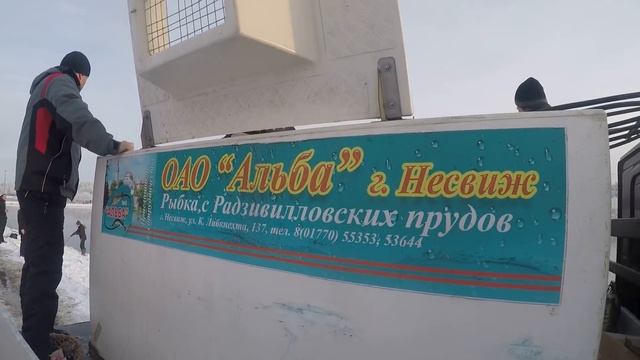 ОАО “Альба” г. Несвиж
Рыбка, с Радзивилловских прудов
г. Несвиж, ул. К. Либкнехта, 137, тел. 8(01770) 55353, 53644